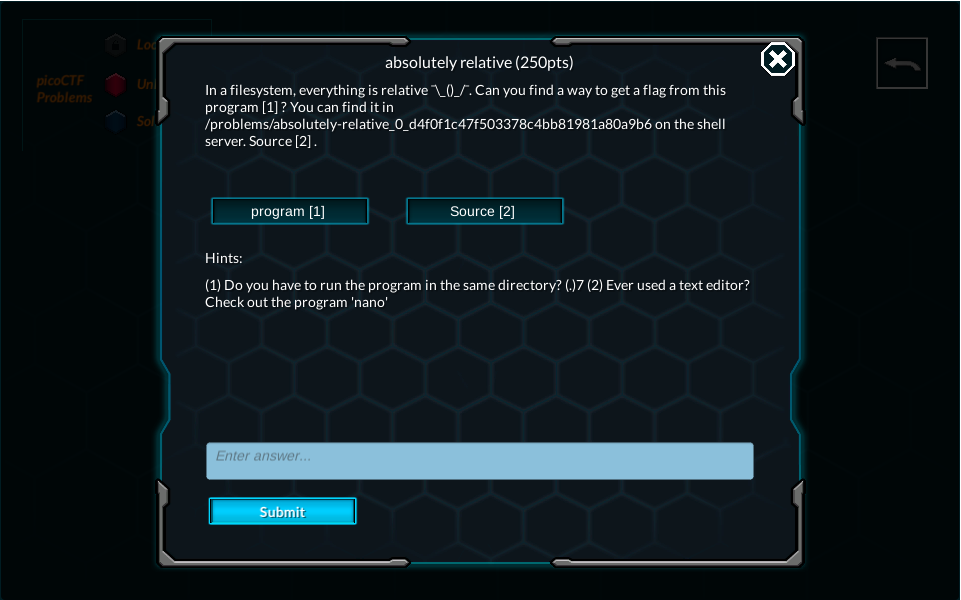 absolutely relative (250pts)
In a filesystem, everything is relative ¯\_()_/¯. Can you find a way to get a flag from this
program [1] ? You can find it in
/problems/absolutely-relative_0_d4f0f1c47f503378c4bb81981a80a9b6 on the shell
server. Source [2] .
program [1] Source [2]
Hints:
(1) Do you have to run the program in the same directory? (.)7 (2) Ever used a text editor?
Check out the program 'nano'
Enter answer...
Submit
picoCTF
Problems
Lo
Un
Sol